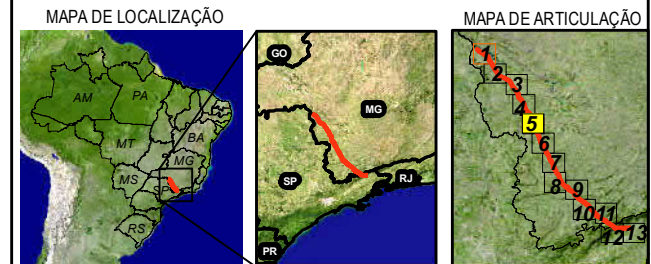 MAPA DE LOCALIZAÇÃO
AM
PA
MT
BA
MG
MS
SP
RS
GO
MG
SP
RJ
PR
MAPA DE ARTICULAÇÃO
1
2
3
4
5
6
7
8
9
10
11
12
13